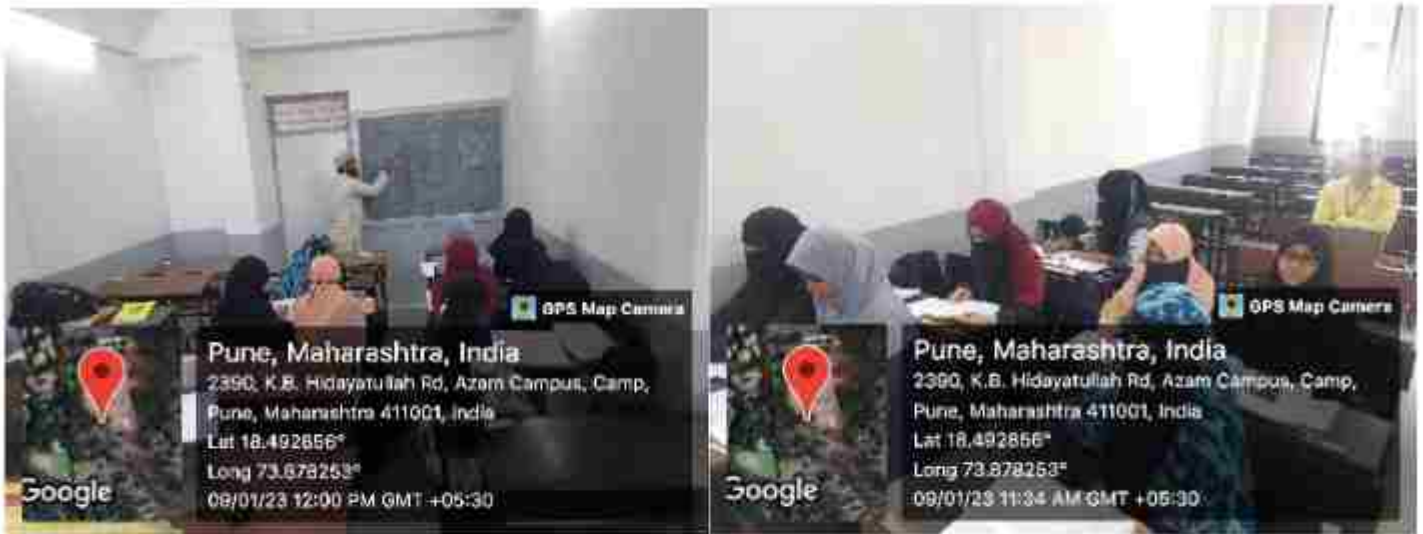 GPS Map Camera
Pune, Maharashtra, India
2390, K.B. Hidayatullah Rd, Azam Campus, Camp,
Pune, Maharashtra 411001, India
Lat 18.492856°
Long 73.878253°
09/01/23 12:00 PM GMT +05:30
Google
GPS Map Camera
Pune, Maharashtra, India
2390, K.B. Hidayatullah Rd, Azam Campus, Camp,
Pune, Maharashtra 411001, India
Lat 18.492856°
Long 73.878253°
09/01/23 11:34 AM GMT +05:30
Google